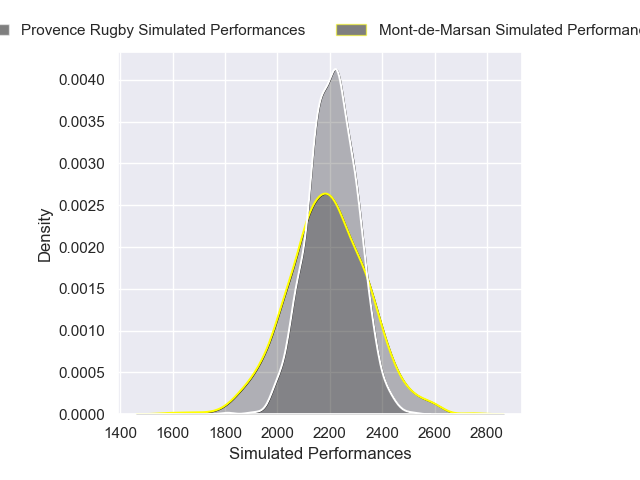 Provence Rugby Simulated Performances
Mont-de-Marsan Simulated
0.0040
0.0035
0.0030
0.0025
0.0020
0.0015
0.0010
0.0005
0.0000
Density
1400 1600 1800 2000 2200 2400 2600 2800
Simulated Performances